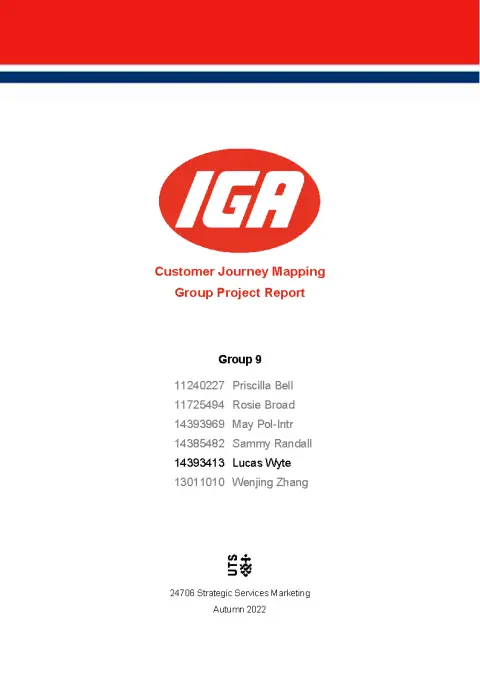 IGA
Customer Journey Mapping
Group Project Report
Group 9
11240227 Priscilla Bell
11725494 Rosie Broad
14393969 May Pol-Intr
14385482 Sammy Randall
14393413 Lucas Wyte
13011010 Wenjing Zhang
UTS
24706 Strategic Services Marketing
Autumn 2022